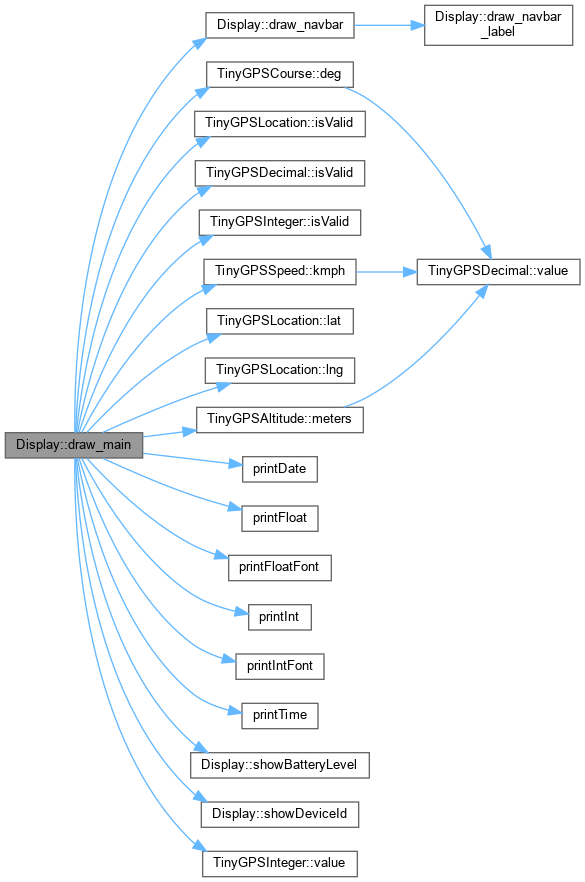 Display::draw_navbar
Display::draw_navbar
_label
TinyGPSCourse::deg
TinyGPSLocation::isValid
TinyGPSDecimal::isValid
TinyGPSInteger::isValid
TinyGPSSpeed::kmph
TinyGPSDecimal::value
TinyGPSLocation::lat
TinyGPSLocation::lng
TinyGPSAltitude::meters
Display::draw_main
printDate
printFloat
printFloatFont
printInt
printIntFont
printTime
Display::showBatteryLevel
Display::showDeviceId
TinyGPSInteger::value